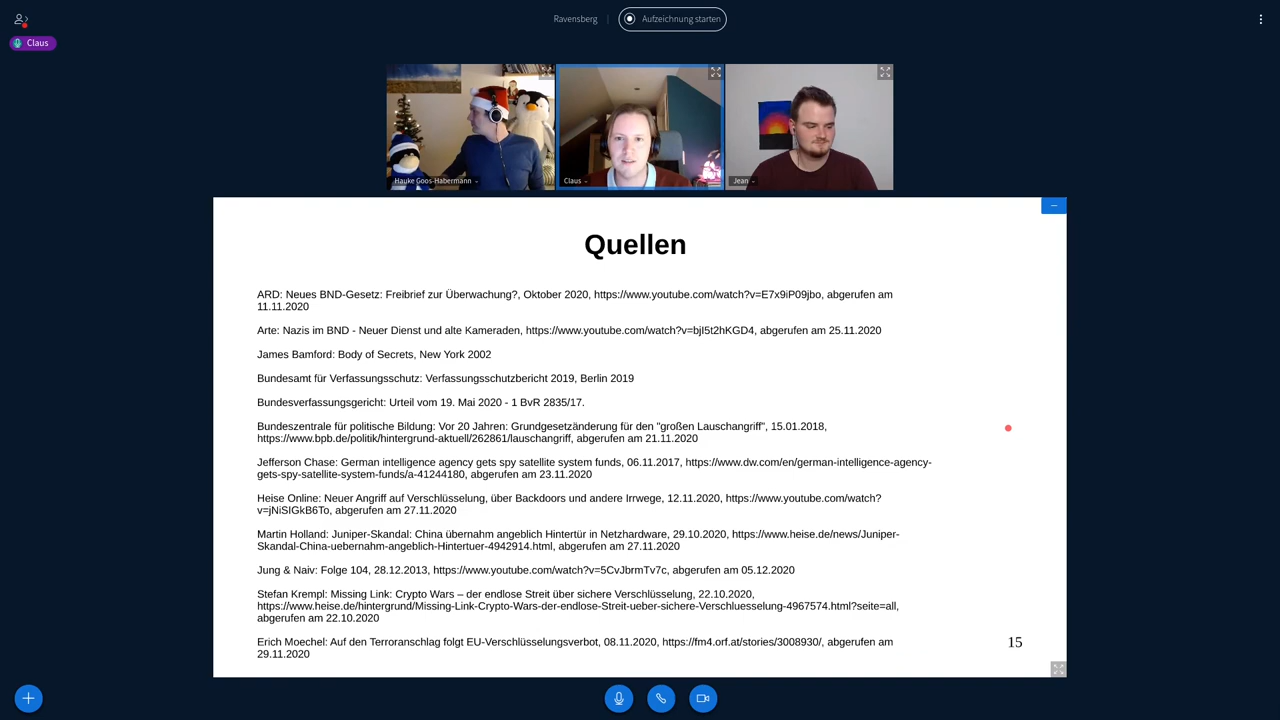 Ravensberg
Aufzeichnung starten
Claus
Hauke Goos-Habermann
Claus
Jean
Quellen
ARD: Neues BND-Gesetz: Freibrief zur Überwachung?, Oktober 2020, https://www.youtube.com/watch?v=E7x9iP09jbo, abgerufen am
11.11.2020
Arte: Nazis im BND - Neuer Dienst und alte Kameraden, https://www.youtube.com/watch?v=bjI5t2hKGD4, abgerufen am 25.11.2020
James Bamford: Body of Secrets, New York 2002
Bundesamt für Verfassungsschutz: Verfassungsschutzbericht 2019, Berlin 2019
Bundesverfassungsgericht: Urteil vom 19. Mai 2020 - 1 BvR 2835/17.
Bundeszentrale für politische Bildung: Vor 20 Jahren: Grundgesetzänderung für den "großen Lauschangriff", 15.01.2018,
https://www.bpb.de/politik/hintergrund-aktuell/262861/lauschangriff, abgerufen am 21.11.2020
Jefferson Chase: German intelligence agency gets spy satellite system funds, 06.11.2017, https://www.dw.com/en/german-intelligence-agency-
gets-spy-satellite-system-funds/a-41244180, abgerufen am 23.11.2020
Heise Online: Neuer Angriff auf Verschlüsselung, über Backdoors und andere Irrwege, 12.11.2020, https://www.youtube.com/watch?
v=jNiSIGkB6To, abgerufen am 27.11.2020
Martin Holland: Juniper-Skandal: China übernahm angeblich Hintertür in Netzhardware, 29.10.2020, https://www.heise.de/news/Juniper-
Skandal-China-uebernahm-angeblich-Hintertuer-4942914.html, abgerufen am 27.11.2020
Jung & Naiv: Folge 104, 28.12.2013, https://www.youtube.com/watch?v=5CvJbrmTv7c, abgerufen am 05.12.2020
Stefan Krempl: Missing Link: Crypto Wars – der endlose Streit über sichere Verschlüsselung, 22.10.2020,
https://www.heise.de/hintergrund/Missing-Link-Crypto-Wars-der-endlose-Streit-ueber-sichere-Verschluesselung-4967574.html?seite=all,
abgerufen am 22.10.2020
Erich Moechel: Auf den Terroranschlag folgt EU-Verschlüsselungsverbot, 08.11.2020, https://fm4.orf.at/stories/3008930/, abgerufen am
29.11.2020
15